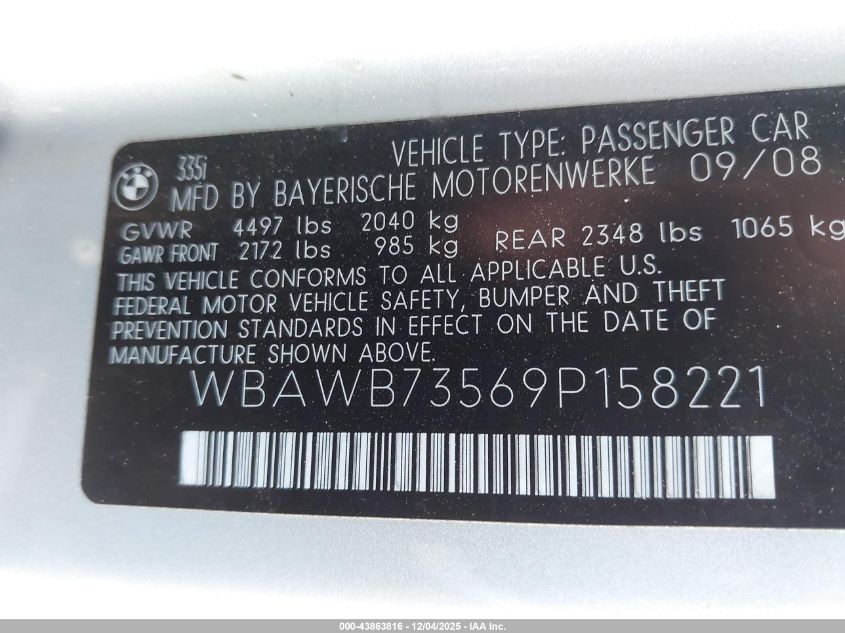 BMW
335i VEHICLE TYPE: PASSENGER CAR
MFD BY BAYERISCHE MOTORENWERKE 09/08
GVWR 4497 lbs 2040 kg
GAWR FRONT 2172 lbs 985 kg REAR 2348 lbs 1065 kg
THIS VEHICLE CONFORMS TO ALL APPLICABLE U.S.
FEDERAL MOTOR VEHICLE SAFETY, BUMPER AND THEFT
PREVENTION STANDARDS IN EFFECT ON THE DATE OF
MANUFACTURE SHOWN ABOVE.
WBAWB73569P158221
000-43863816 - 12/04/2025 - IAA Inc.